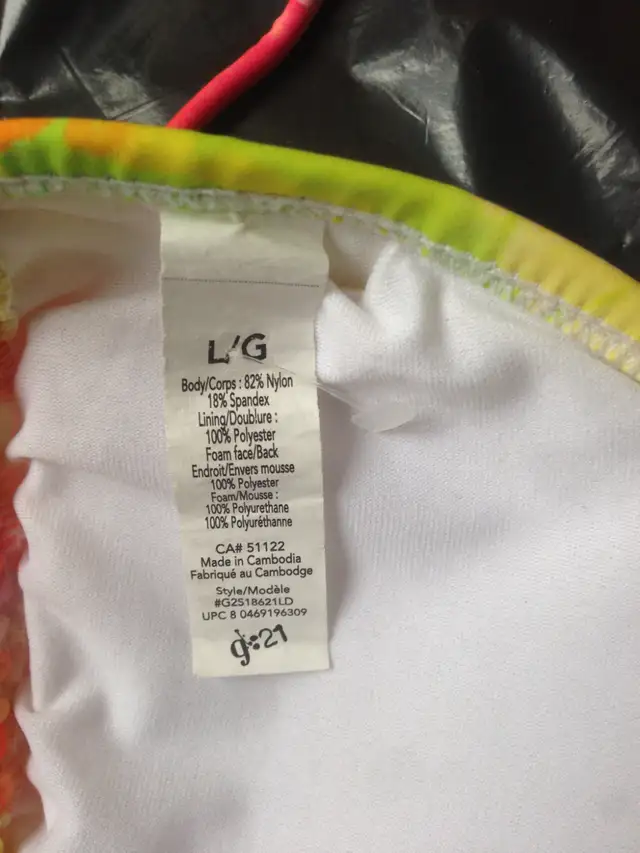 L/G
Body/Corps : 82% Nylon
18% Spandex
Lining/Doublure :
100% Polyester
Foam face/Back
Endroit/Envers mousse
100% Polyester
Foam/Mousse :
100% Polyurethane
100% Polyuréthanne
CA# 51122
Made in Cambodia
Fabriqué au Cambodge
Style/Modèle
#G2518621LD
UPC 8 0469196309
g:21